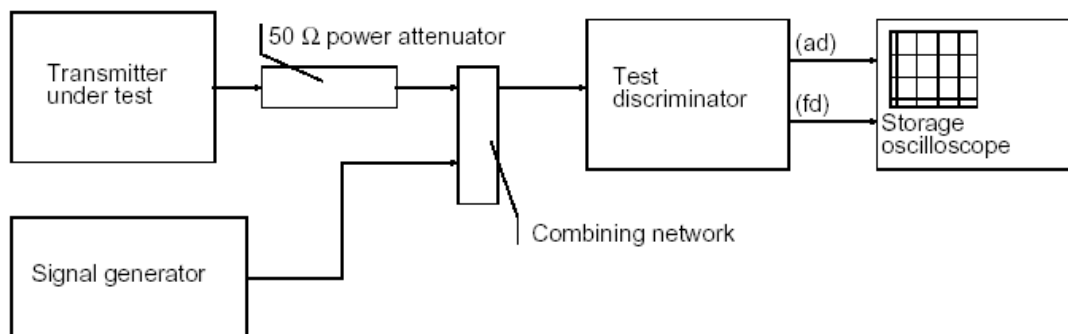 50 Ω power attenuator
Transmitter
under test
Test
discriminator
(ad)
(fd)
Storage
oscilloscope
Combining network
Signal generator